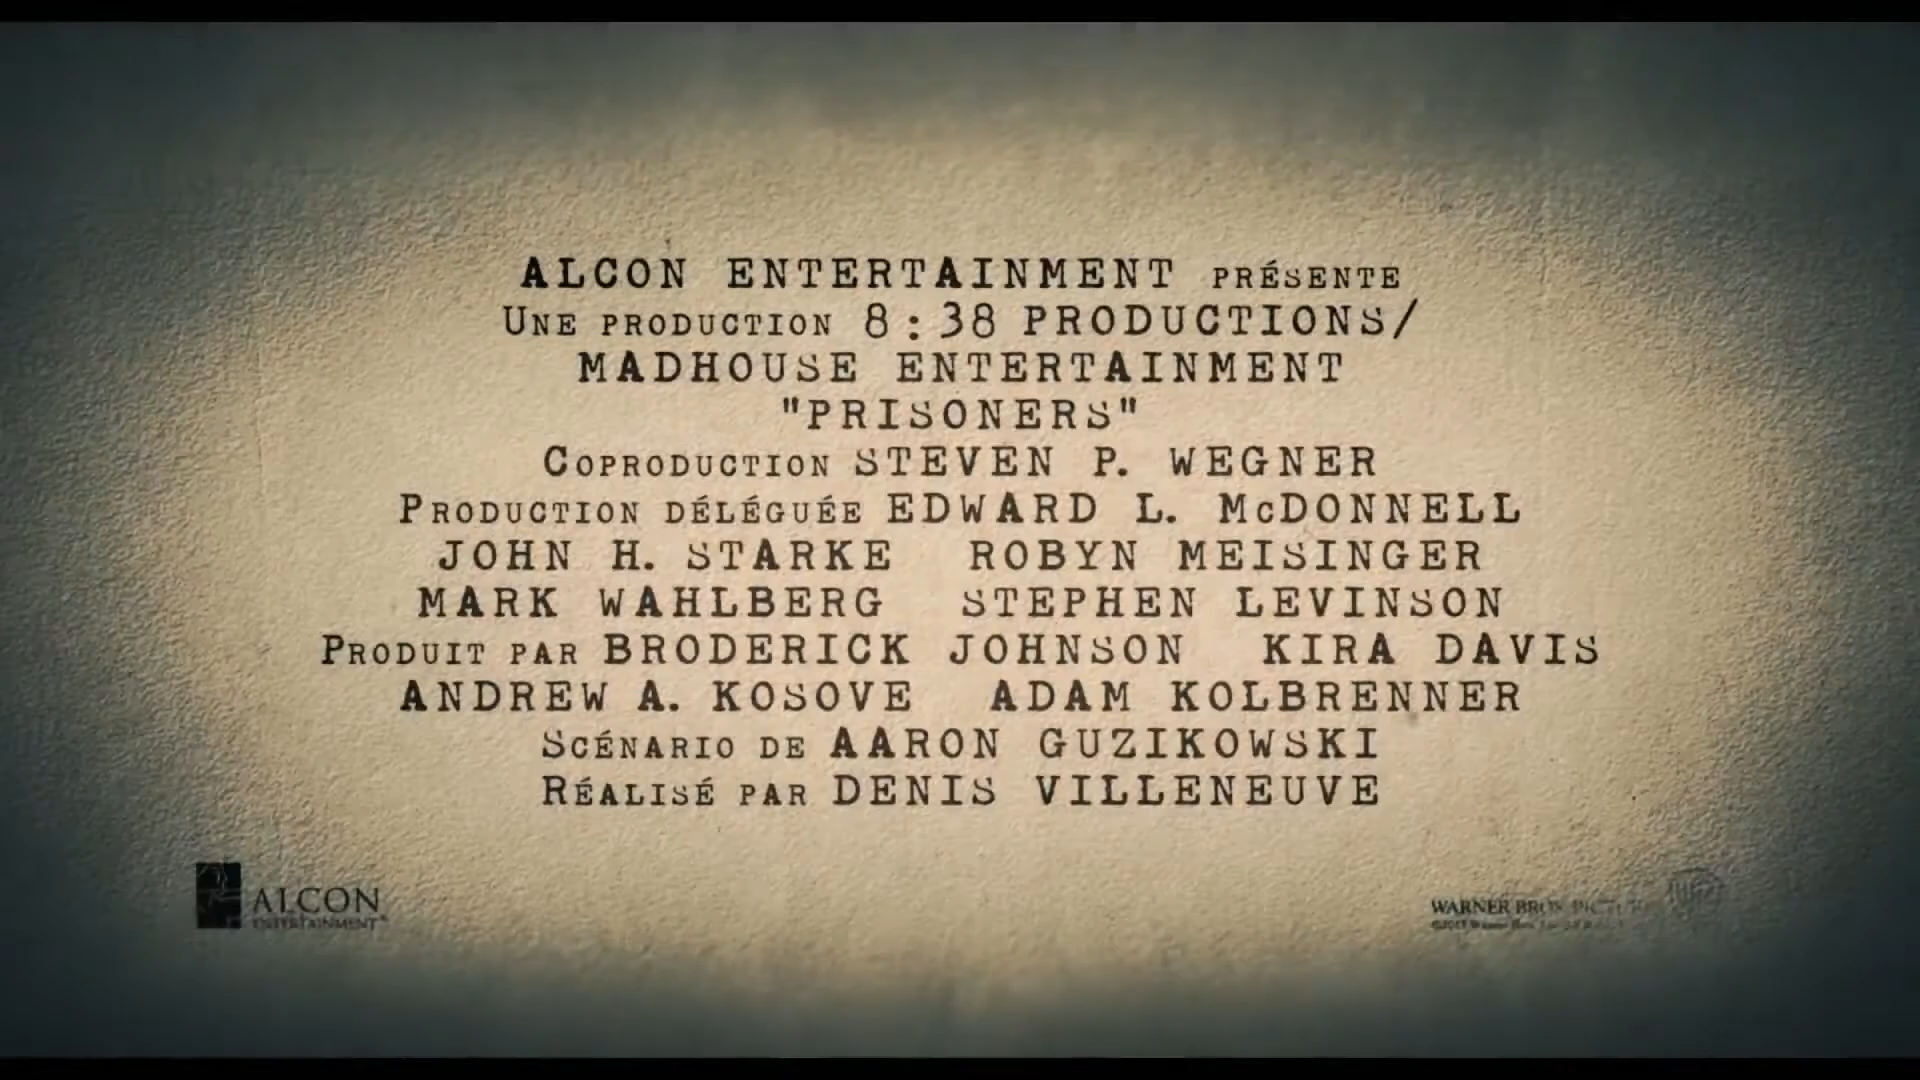 ALCON ENTERTAINMENT PRÉSENTE
UNE PRODUCTION 8:38 PRODUCTIONS/
MADHOUSE ENTERTAINMENT
"PRISONERS"
COPRODUCTION STEVEN P. WEGNER
PRODUCTION DÉLÉGUÉE EDWARD L. McDONNELL
JOHN H. STARKE ROBYN MEISINGER
MARK WAHLBERG STEPHEN LEVINSON
PRODUIT PAR BRODERICK JOHNSON KIRA DAVIS
ANDREW A. KOSOVE ADAM KOLBRENNER
SCÉNARIO DE AARON GUZIKOWSKI
RÉALISÉ PAR DENIS VILLENEUVE
ALCON
ENTERTAINMENT
WARNER BROS. PICTURES